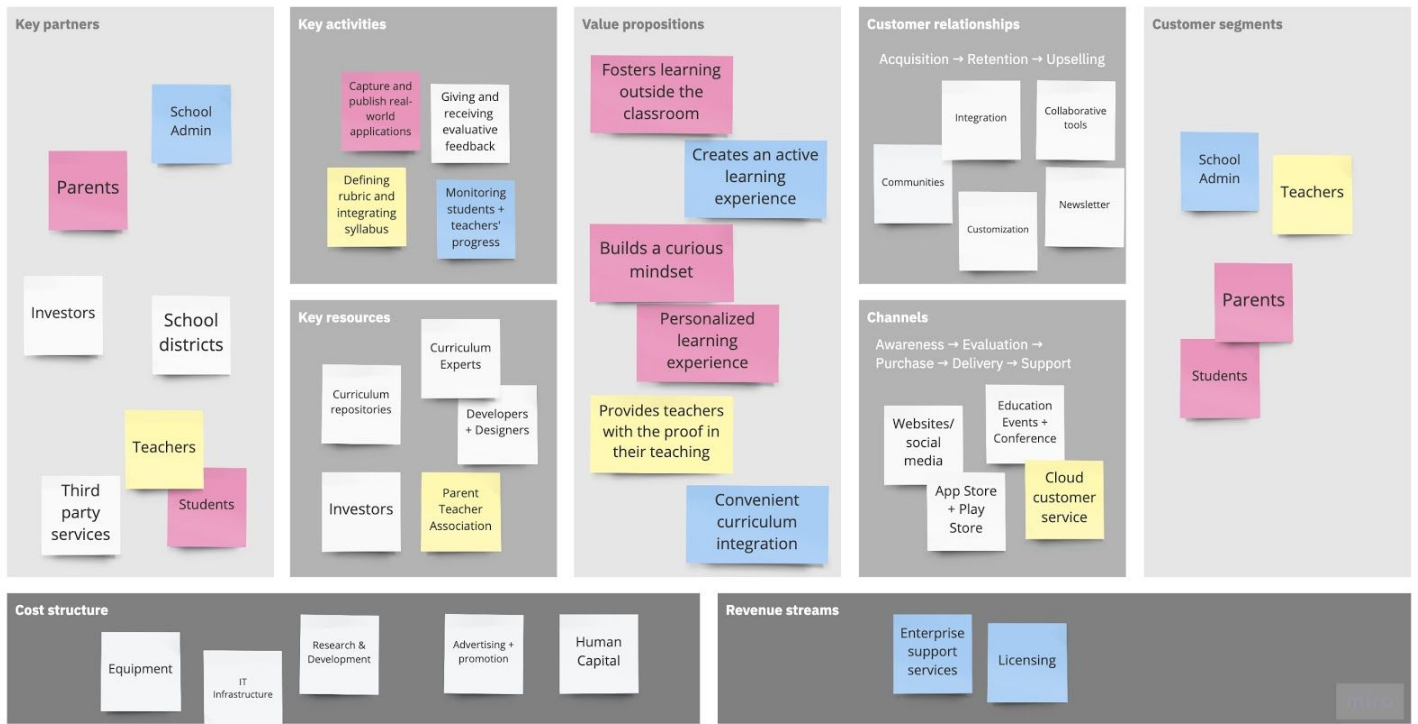 Key partners
School
Admin
Parents
Investors
School
districts
Teachers
Third
party
services
Students
Key activities
Capture and
publish real-
world
applications
Giving and
receiving
evaluative
feedback
Defining
rubric and
integrating
syllabus
Monitoring
students +
teachers'
progress
Key resources
Curriculum
Experts
Curriculum
repositories
Developers
+ Designers
Investors
Parent
Teacher
Association
Value propositions
Fosters learning
outside the
classroom
Creates an active
learning
experience
Builds a curious
mindset
Personalized
learning
experience
Provides teachers
with the proof in
their teaching
Convenient
curriculum
integration
Customer relationships
Acquisition → Retention → Upselling
Integration
Collaborative
tools
Communities
Customization
Newsletter
Channels
Awareness → Evaluation →
Purchase → Delivery → Support
Websites/
social
media
Education
Events +
Conference
App Store
+ Play
Store
Cloud
customer
service
Customer segments
School
Admin
Teachers
Parents
Students
Cost structure
Equipment
IT
Infrastructure
Research &
Development
Advertising +
promotion
Human
Capital
Revenue streams
Enterprise
support
services
Licensing
miro